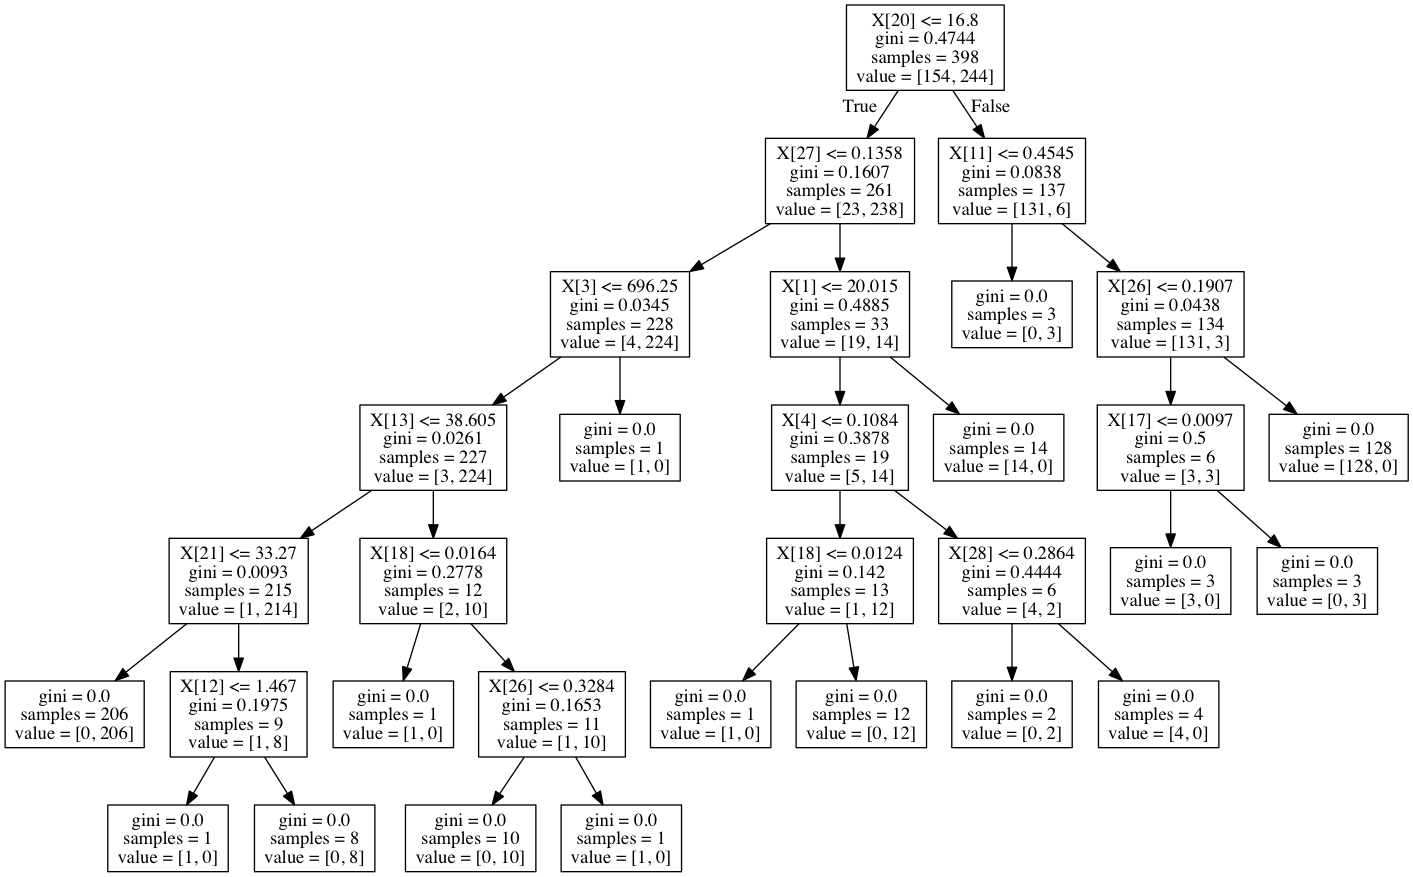 X[20] <= 16.8
gini = 0.4744
samples = 398
value = [154, 244]
True
False
X[27] <= 0.1358
gini = 0.1607
samples = 261
value = [23, 238]
X[11] <= 0.4545
gini = 0.0838
samples = 137
value = [131, 6]
X[3] <= 696.25
gini = 0.0345
samples = 228
value = [4, 224]
X[1] <= 20.015
gini = 0.4885
samples = 33
value = [19, 14]
gini = 0.0
samples = 3
value = [0, 3]
X[26] <= 0.1907
gini = 0.0438
samples = 134
value = [131, 3]
X[13] <= 38.605
gini = 0.0261
samples = 227
value = [3, 224]
gini = 0.0
samples = 1
value = [1, 0]
X[4] <= 0.1084
gini = 0.3878
samples = 19
value = [5, 14]
gini = 0.0
samples = 14
value = [14, 0]
X[17] <= 0.0097
gini = 0.5
samples = 6
value = [3, 3]
gini = 0.0
samples = 128
value = [128, 0]
X[21] <= 33.27
gini = 0.0093
samples = 215
value = [1, 214]
X[18] <= 0.0164
gini = 0.2778
samples = 12
value = [2, 10]
X[18] <= 0.0124
gini = 0.142
samples = 13
value = [1, 12]
X[28] <= 0.2864
gini = 0.4444
samples = 6
value = [4, 2]
gini = 0.0
samples = 3
value = [3, 0]
gini = 0.0
samples = 3
value = [0, 3]
gini = 0.0
samples = 206
value = [0, 206]
X[12] <= 1.467
gini = 0.1975
samples = 9
value = [1, 8]
gini = 0.0
samples = 1
value = [1, 0]
X[26] <= 0.3284
gini = 0.1653
samples = 11
value = [1, 10]
gini = 0.0
samples = 1
value = [1, 0]
gini = 0.0
samples = 12
value = [0, 12]
gini = 0.0
samples = 2
value = [0, 2]
gini = 0.0
samples = 4
value = [4, 0]
gini = 0.0
samples = 1
value = [1, 0]
gini = 0.0
samples = 8
value = [0, 8]
gini = 0.0
samples = 10
value = [0, 10]
gini = 0.0
samples = 1
value = [1, 0]